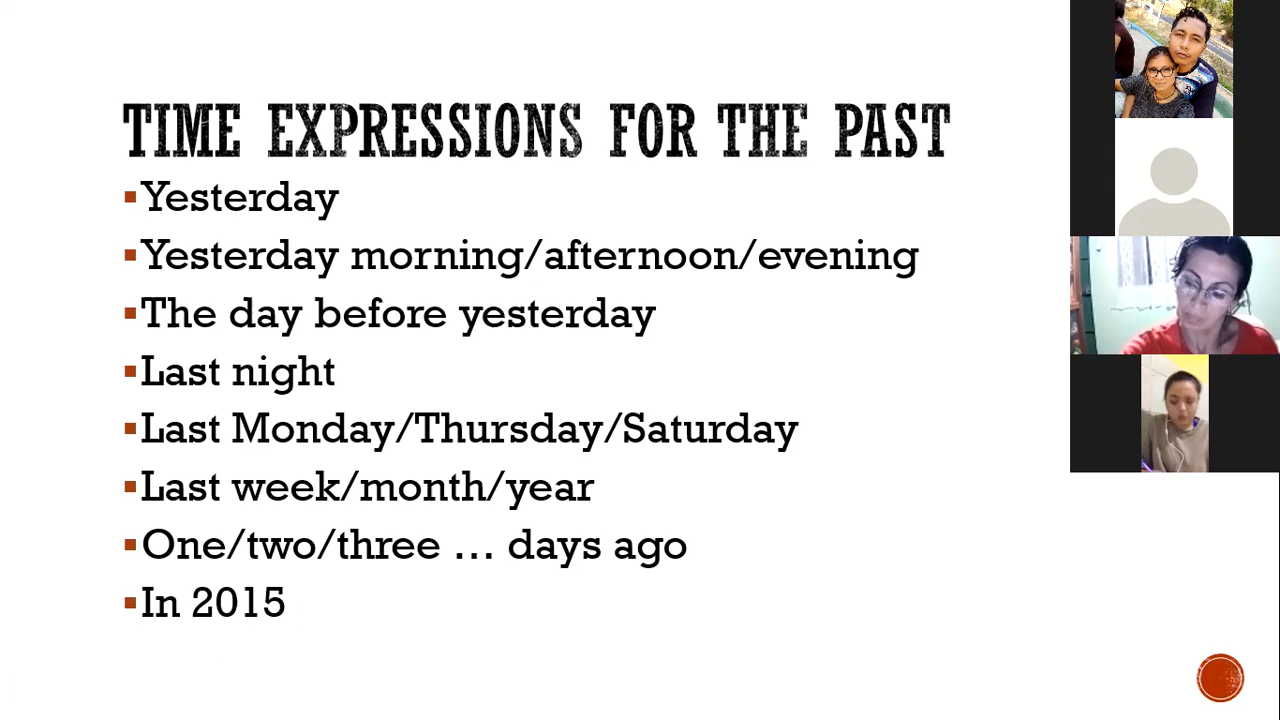 TIME EXPRESSIONS FOR THE PAST
Yesterday
Yesterday morning/afternoon/evening
The day before yesterday
Last night
Last Monday/Thursday/Saturday
Last week/month/year
One/two/three … days ago
In 2015